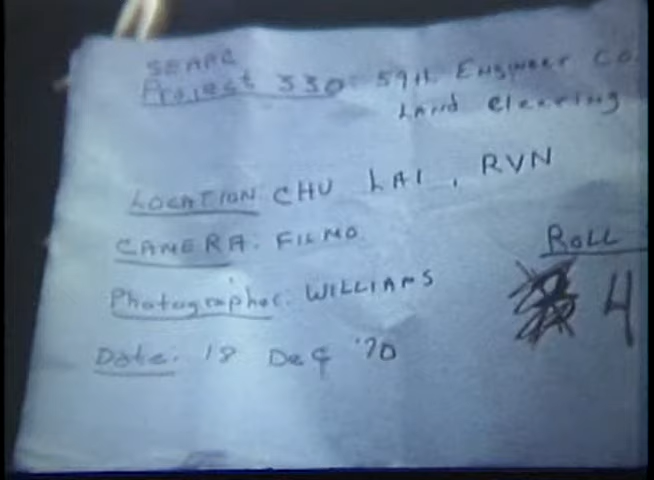 SEAPC
Project 330: 59th Engineer Co.
Land Clearing
LOCATION: CHU LAI, RVN
CAMERA: FILMO
Photographer: WILLIAMS
ROLL
4
Date: 18 Dec '70